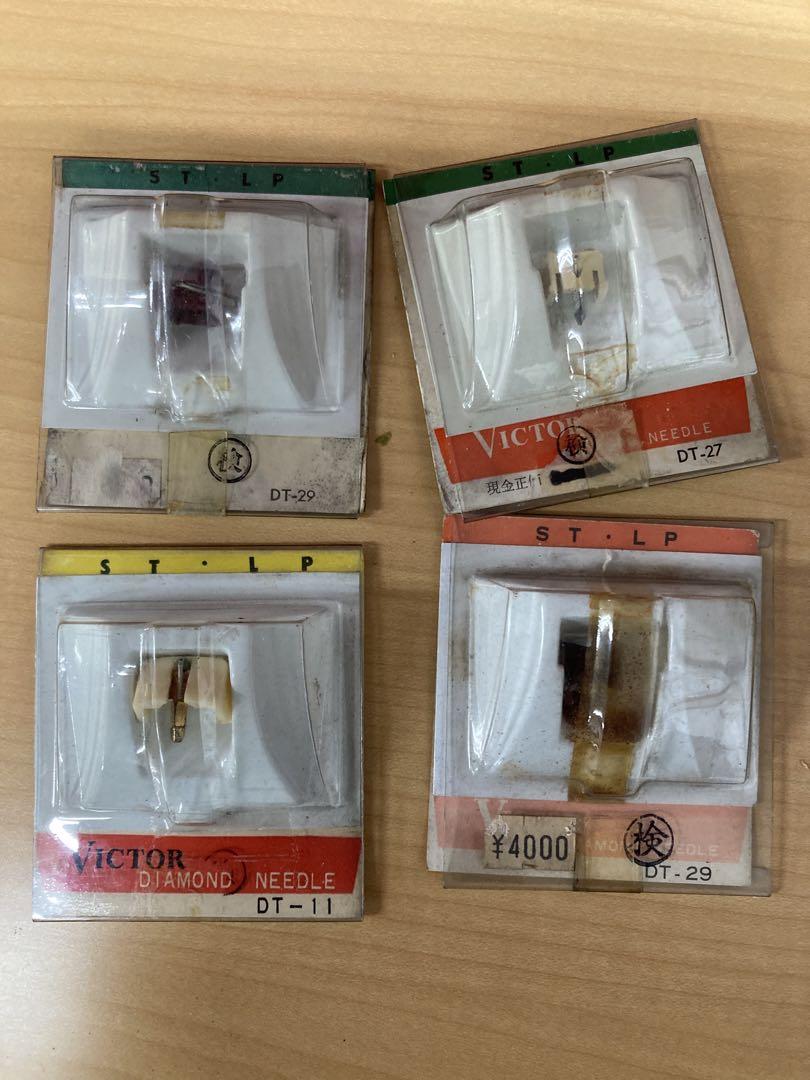 ST・LP
検
DT-29
ST・LP
VICTOR
NEEDLE
検
DT-27
現金正価
ST・LP
VICTOR
DIAMOND NEEDLE
DT-11
ST・LP
¥4000
検
DT-29